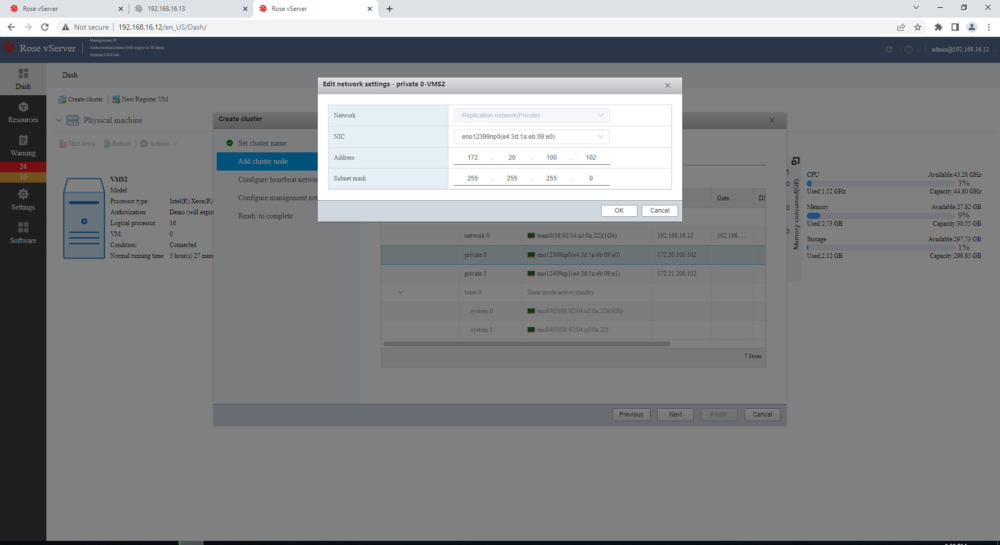 Rose vServer
192.168.16.13
Rose vServer
Not secure
192.168.16.12/en_US/Dash/
Rose vServer
Management IP:
Authorization:Demo (will expire in 30 days)
Version:3.0.0.346
admin@192.168.16.12
Dash
Resources
Warning
24
10
Settings
Software
Dash
Create cluster
New/Register VM
Physical machine
Shut down
Reboot
Actions
VMS2
Model:
Processor type: Intel(R) Xeon(R)
Authorization: Demo (will expire
Logical processor: 16
VM: 0
Condition: Connected
Normal running time: 3 hour(s) 27 minu
Create cluster
Set cluster name
Add cluster node
Configure heartbeat networ
Configure management net
Ready to complete
Edit network settings - private 0-VMS2
Network Replication network(Private)
NIC eno12399np0(e4:3d:1a:eb:09:e0)
Address 172 . 20 . 100 . 102
Subnet mask 255 . 255 . 255 . 0
OK
Cancel
Gate...
network 0 team0(08:92:04:a3:0a:22)(1Gb) 192.168.16.12 192.168....
private 0 eno12399np0(e4:3d:1a:eb:09:e0) 172.20.100.102
private 1 eno12409np1(e4:3d:1a:eb:09:e1) 172.21.200.102
team 0 Team mode:active/standby
system 0 eno8303(08:92:04:a3:0a:22)(1Gb)
system 1 eno8403(08:92:04:a3:0a:22)
7 Item
Previous
Next
Finish
Cancel
5
0
0
0
Memory consumed(GB)
CPU Available:43.28 GHz
3%
Used:1.52 GHz Capacity:44.80 GHz
Memory Available:27.82 GB
9%
Used:2.73 GB Capacity:30.55 GB
Storage Available:297.73 GB
1%
Used:2.12 GB Capacity:299.85 GB